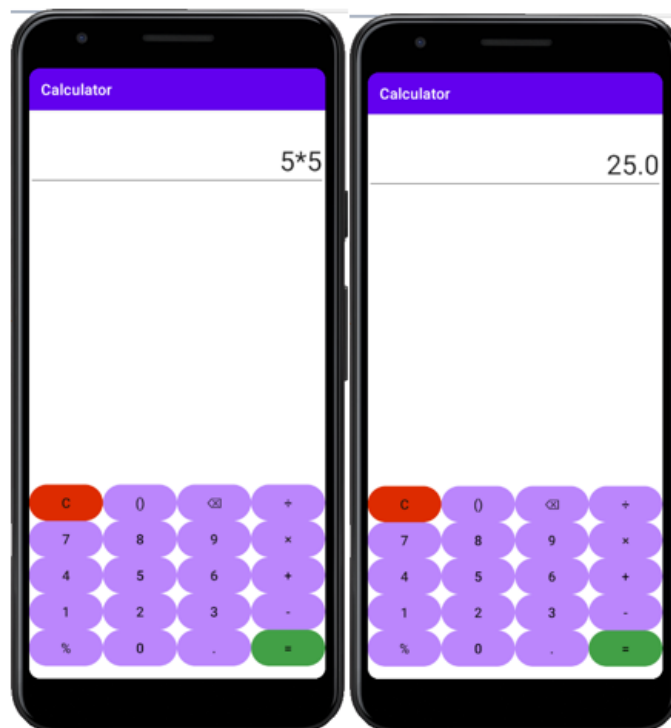 Calculator
5*5
C () ⌫ ÷
7 8 9 ×
4 5 6 +
1 2 3 -
% 0 . =
Calculator
25.0
C () ⌫ ÷
7 8 9 ×
4 5 6 +
1 2 3 -
% 0 . =